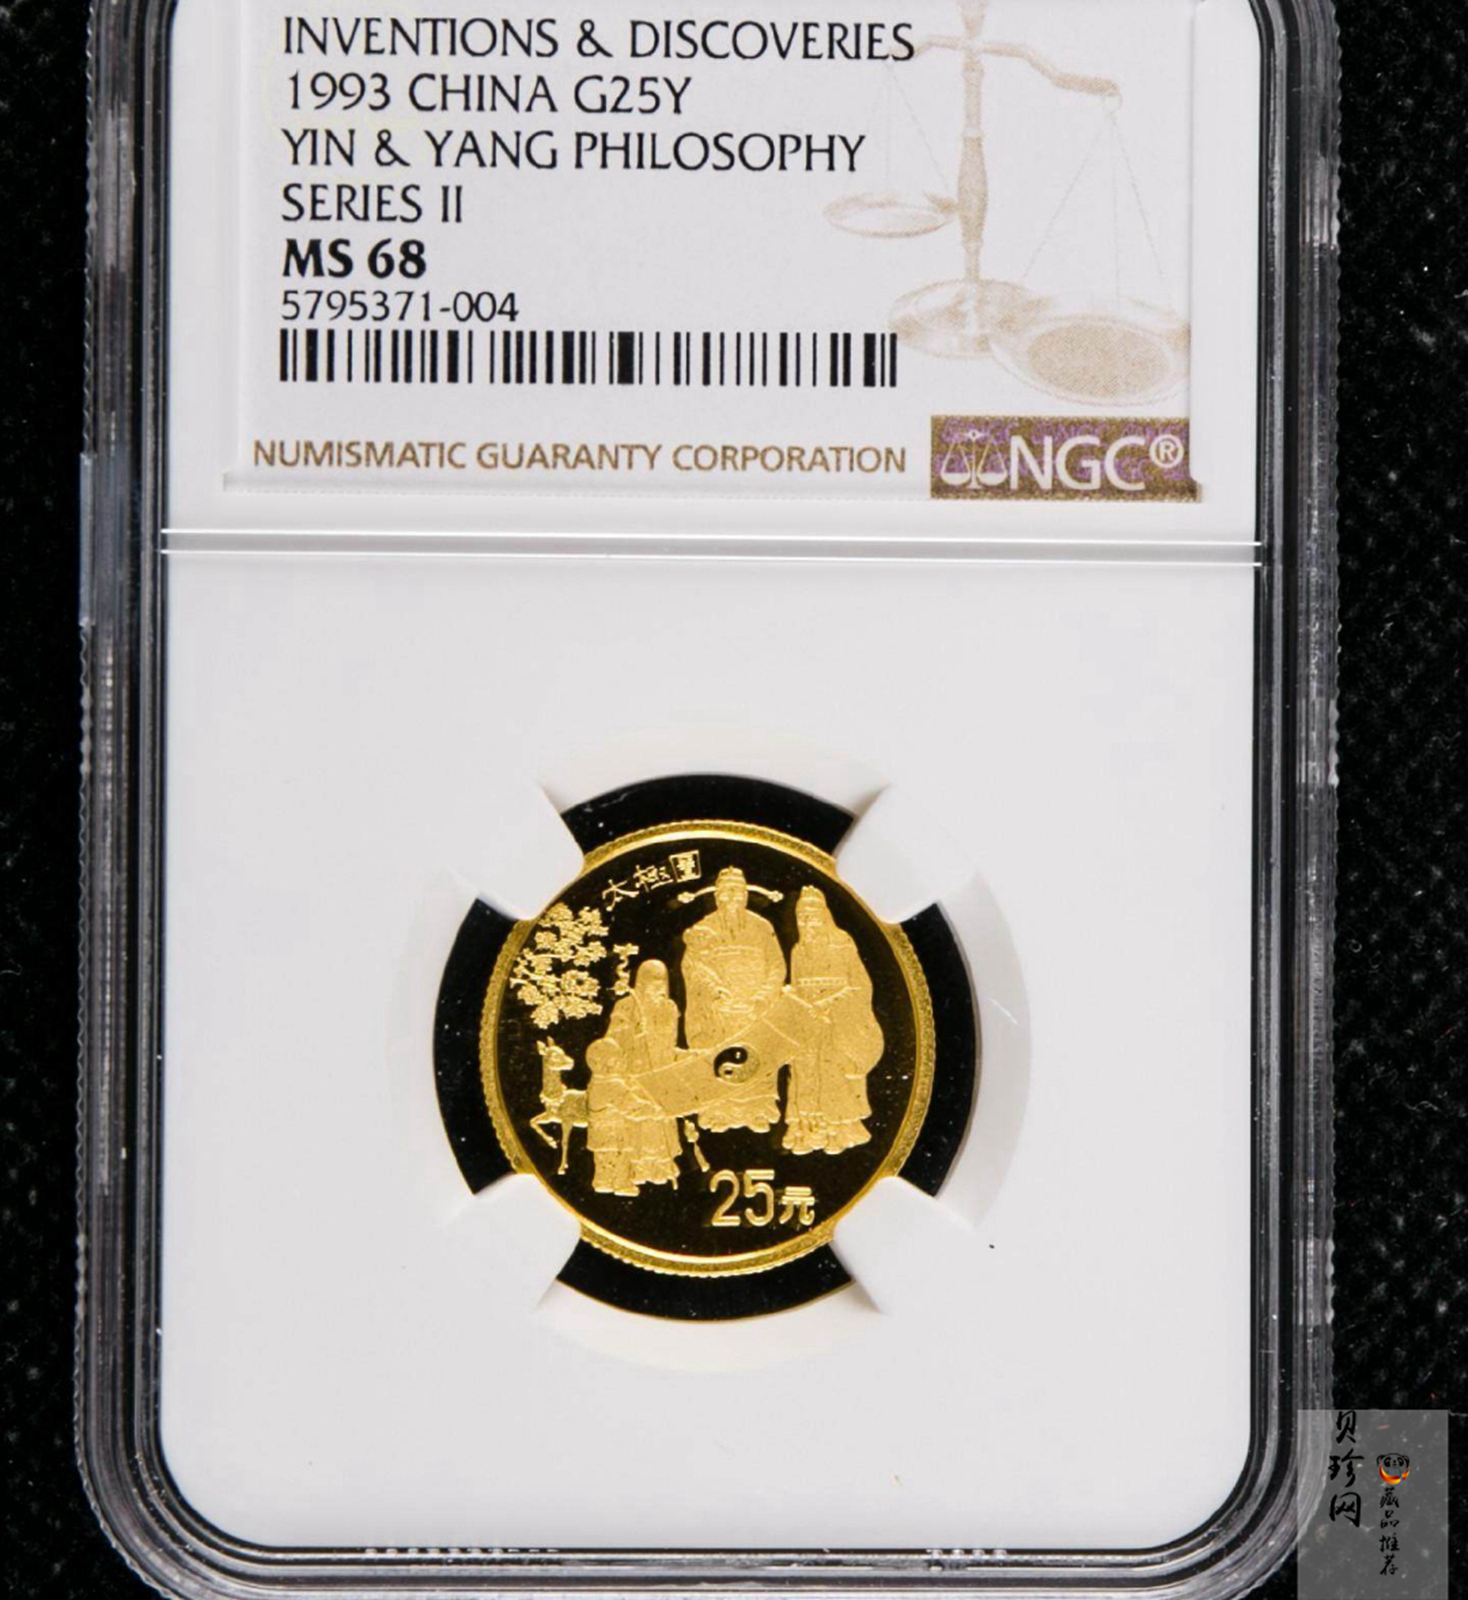 INVENTIONS & DISCOVERIES
1993 CHINA G25Y
YIN & YANG PHILOSOPHY
SERIES II
MS 68
5795371-004
NUMISMATIC GUARANTY CORPORATION
NGC®
太極圖
25元
贝珍网
藏品推荐